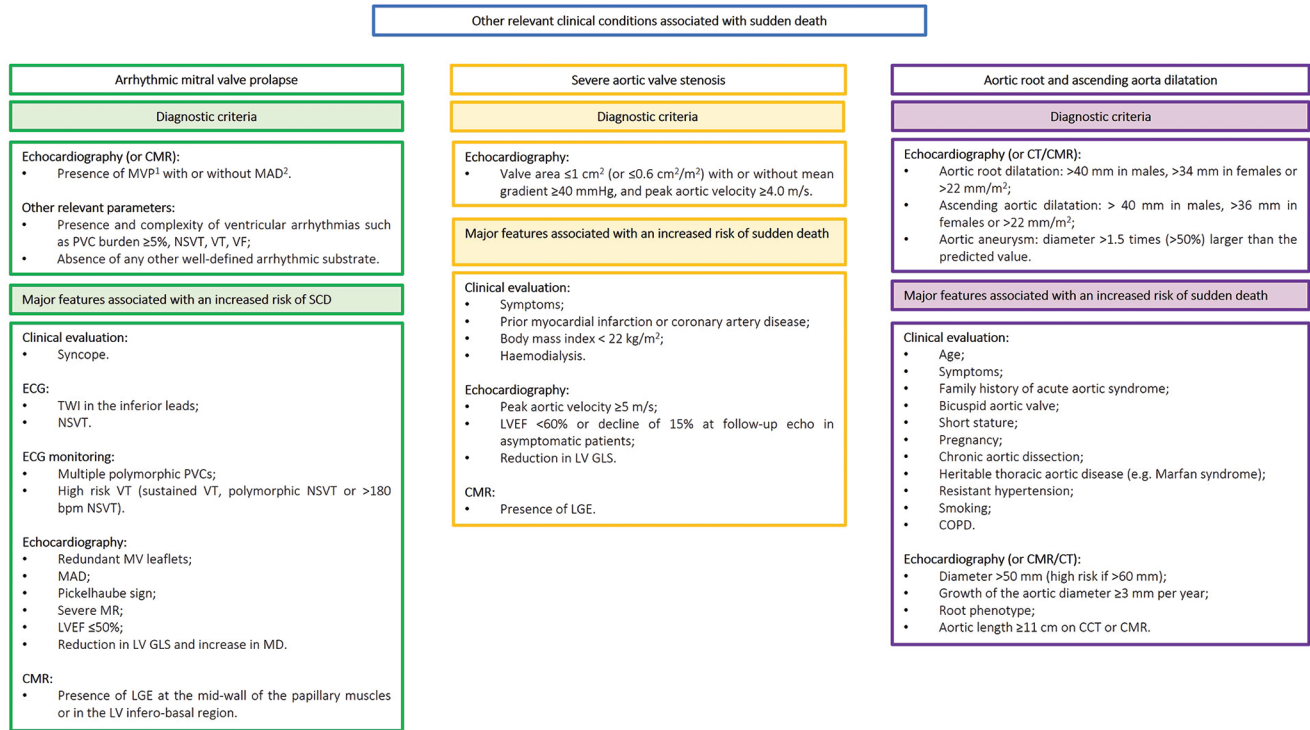 Other relevant clinical conditions associated with sudden death
Arrhythmic mitral valve prolapse
Diagnostic criteria
Echocardiography (or CMR):
• Presence of MVP¹ with or without MAD².
Other relevant parameters:
• Presence and complexity of ventricular arrhythmias such
as PVC burden ≥5%, NSVT, VT, VF;
• Absence of any other well-defined arrhythmic substrate.
Major features associated with an increased risk of SCD
Clinical evaluation:
• Syncope.
ECG:
• TWI in the inferior leads;
• NSVT.
ECG monitoring:
• Multiple polymorphic PVCs;
• High risk VT (sustained VT, polymorphic NSVT or >180
bpm NSVT).
Echocardiography:
• Redundant MV leaflets;
• MAD;
• Pickelhaube sign;
• Severe MR;
• LVEF ≤50%;
• Reduction in LV GLS and increase in MD.
CMR:
• Presence of LGE at the mid-wall of the papillary muscles
or in the LV infero-basal region.
Severe aortic valve stenosis
Diagnostic criteria
Echocardiography:
• Valve area ≤1 cm² (or ≤0.6 cm²/m²) with or without mean
gradient ≥40 mmHg, and peak aortic velocity ≥4.0 m/s.
Major features associated with an increased risk of sudden death
Clinical evaluation:
• Symptoms;
• Prior myocardial infarction or coronary artery disease;
• Body mass index < 22 kg/m²;
• Haemodialysis.
Echocardiography:
• Peak aortic velocity ≥5 m/s;
• LVEF <60% or decline of 15% at follow-up echo in
asymptomatic patients;
• Reduction in LV GLS.
CMR:
• Presence of LGE.
Aortic root and ascending aorta dilatation
Diagnostic criteria
Echocardiography (or CT/CMR):
• Aortic root dilatation: >40 mm in males, >34 mm in females or
>22 mm/m²;
• Ascending aortic dilatation: > 40 mm in males, >36 mm in
females or >22 mm/m²;
• Aortic aneurysm: diameter >1.5 times (>50%) larger than the
predicted value.
Major features associated with an increased risk of sudden death
Clinical evaluation:
• Age;
• Symptoms;
• Family history of acute aortic syndrome;
• Bicuspid aortic valve;
• Short stature;
• Pregnancy;
• Chronic aortic dissection;
• Heritable thoracic aortic disease (e.g. Marfan syndrome);
• Resistant hypertension;
• Smoking;
• COPD.
Echocardiography (or CMR/CT):
• Diameter >50 mm (high risk if >60 mm);
• Growth of the aortic diameter ≥3 mm per year;
• Root phenotype;
• Aortic length ≥11 cm on CCT or CMR.